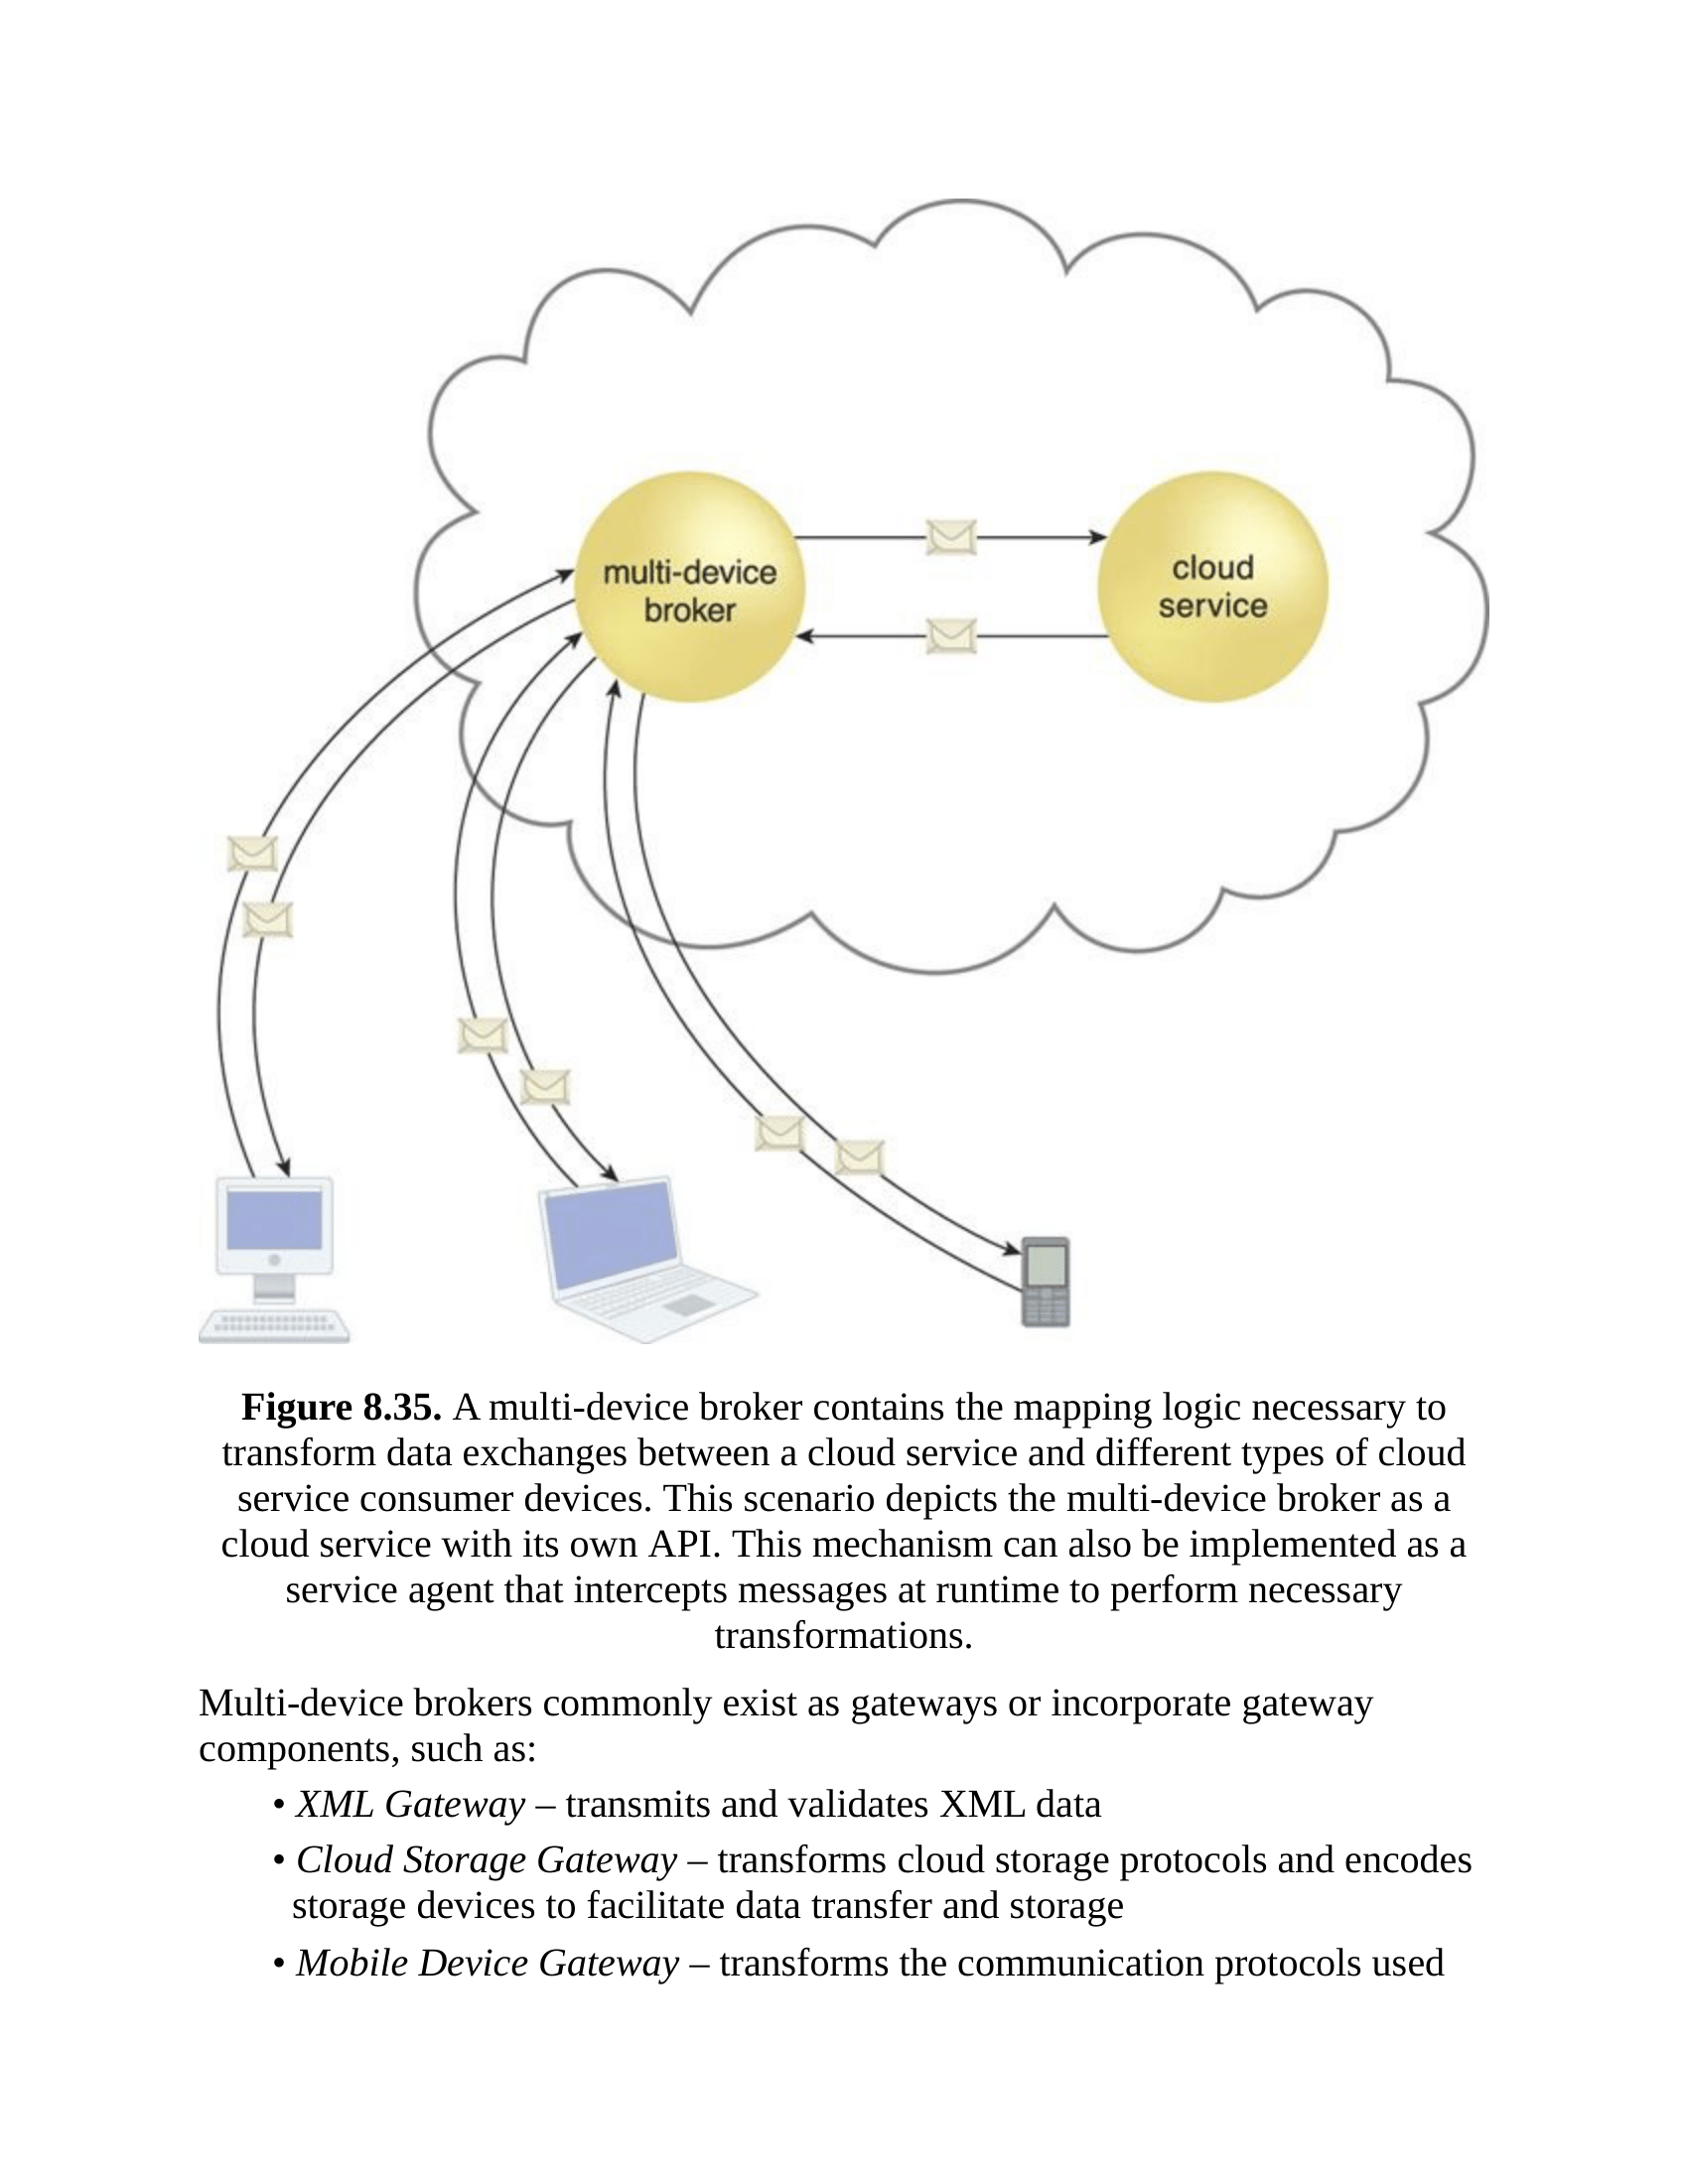 multi-device
broker
cloud
service
Figure 8.35. A multi-device broker contains the mapping logic necessary to
transform data exchanges between a cloud service and different types of cloud
service consumer devices. This scenario depicts the multi-device broker as a
cloud service with its own API. This mechanism can also be implemented as a
service agent that intercepts messages at runtime to perform necessary
transformations.
Multi-device brokers commonly exist as gateways or incorporate gateway
components, such as:
• XML Gateway – transmits and validates XML data
• Cloud Storage Gateway – transforms cloud storage protocols and encodes
storage devices to facilitate data transfer and storage
• Mobile Device Gateway – transforms the communication protocols used